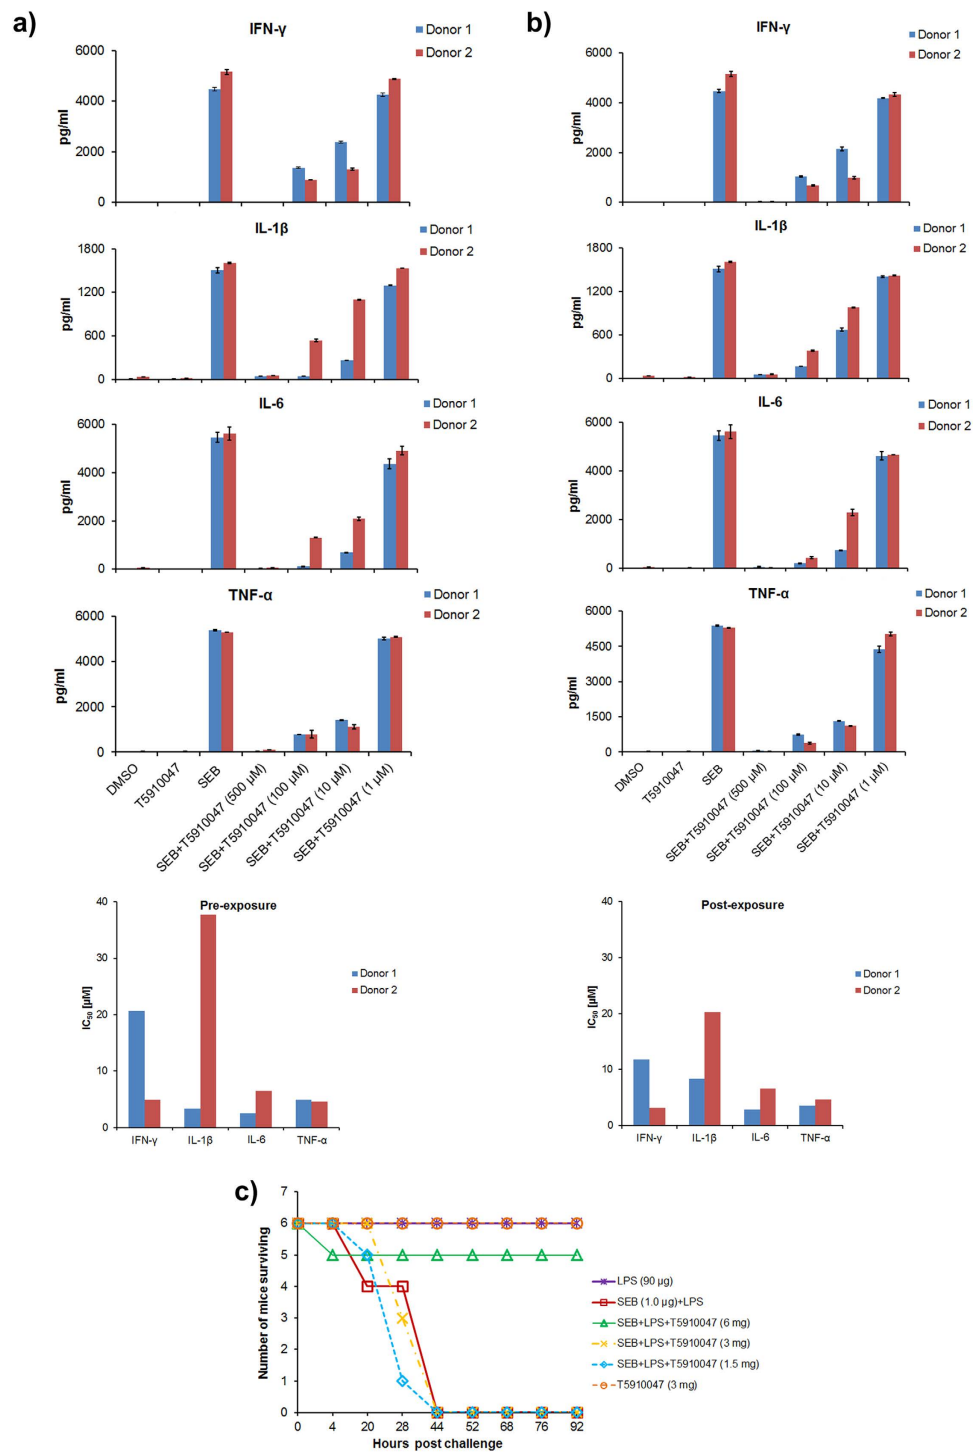 a)
IFN-γ
Donor 1
Donor 2
6000
4000
2000
0
pg/ml
IL-1β
Donor 1
Donor 2
1800
1200
600
0
pg/ml
IL-6
Donor 1
Donor 2
6000
4000
2000
0
pg/ml
TNF-α
Donor 1
Donor 2
6000
4000
2000
0
pg/ml
DMSO
T5910047
SEB
SEB+T5910047 (500 µM)
SEB+T5910047 (100 µM)
SEB+T5910047 (10 µM)
SEB+T5910047 (1 µM)
Pre-exposure
40
30
20
10
0
IC50 [µM]
Donor 1
Donor 2
IFN-γ IL-1β IL-6 TNF-α
b)
IFN-γ
Donor 1
Donor 2
6000
4000
2000
0
pg/ml
IL-1β
Donor 1
Donor 2
1800
1200
600
0
pg/ml
IL-6
Donor 1
Donor 2
6000
4000
2000
0
pg/ml
TNF-α
Donor 1
Donor 2
6000
4500
3000
1500
0
pg/ml
DMSO
T5910047
SEB
SEB+T5910047 (500 µM)
SEB+T5910047 (100 µM)
SEB+T5910047 (10 µM)
SEB+T5910047 (1 µM)
Post-exposure
40
30
20
10
0
IC50 [µM]
Donor 1
Donor 2
IFN-γ IL-1β IL-6 TNF-α
c)
7
6
5
4
3
2
1
0
Number of mice surviving
0 4 20 28 44 52 68 76 92
Hours post challenge
LPS (90 µg)
SEB (1.0 µg)+LPS
SEB+LPS+T5910047 (6 mg)
SEB+LPS+T5910047 (3 mg)
SEB+LPS+T5910047 (1.5 mg)
T5910047 (3 mg)